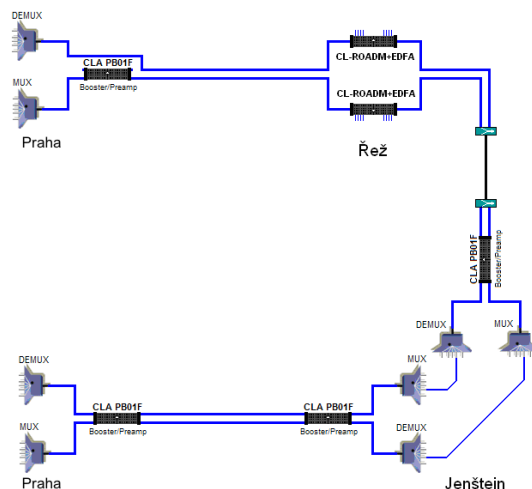 DEMUX
CLA PB01F
Booster/Preamp
MUX
Praha
CL-ROADM+EDFA
CL-ROADM+EDFA
Řež
CLA PB01F
Booster/Preamp
DEMUX
MUX
DEMUX
CLA PB01F
Booster/Preamp
CLA PB01F
Booster/Preamp
MUX
MUX
DEMUX
Praha
Jenštein